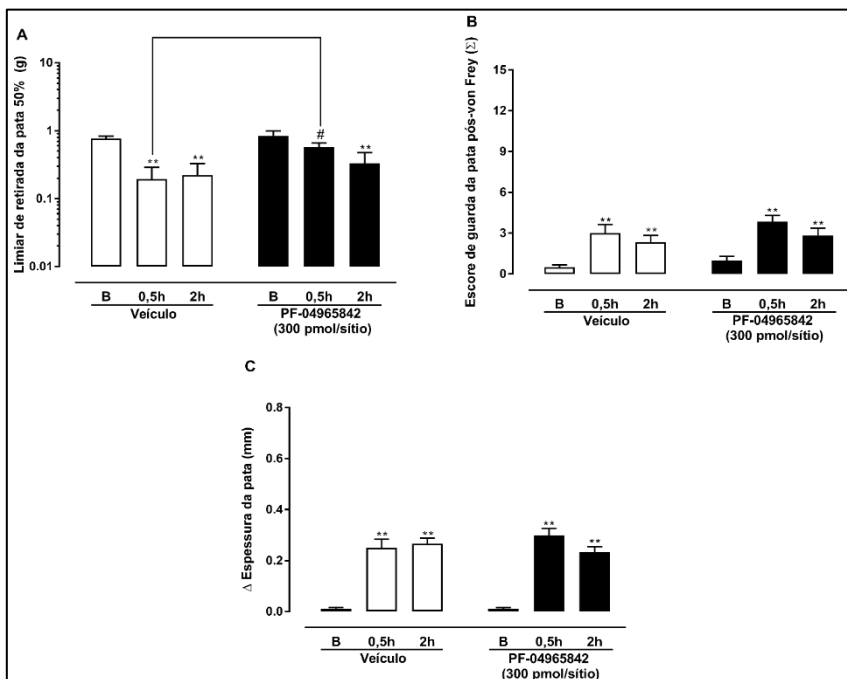 A
Limiar de retirada da pata 50% (g)
10
1
0.1
0.01
** ** # **
B 0,5h 2h B 0,5h 2h
Veículo PF-04965842
(300 pmol/sítio)
B
Escore de guarda da pata pós-von Frey (Σ)
15
12
9
6
3
0
** ** ** **
B 0,5h 2h B 0,5h 2h
Veículo PF-04965842
(300 pmol/sítio)
C
Δ Espessura da pata (mm)
0.8
0.6
0.4
0.2
0.0
** ** ** **
B 0,5h 2h B 0,5h 2h
Veículo PF-04965842
(300 pmol/sítio)